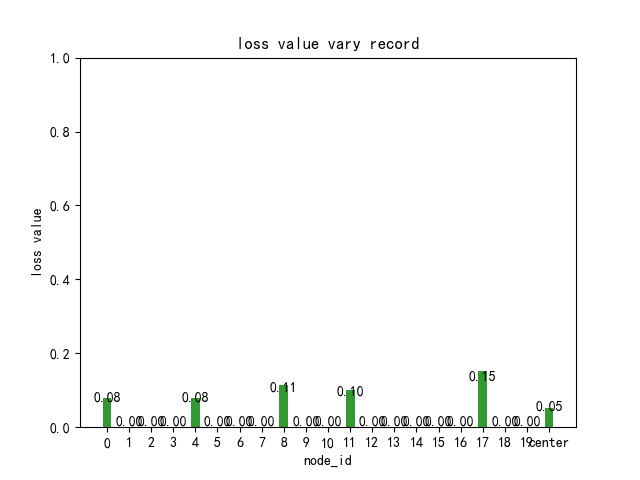 loss value vary record
1.0
0.8
0.6
0.4
0.2
0.0
loss value
0.08 0.00 0.00 0.00 0.08 0.00 0.00 0.00 0.11 0.00 0.00 0.10 0.00 0.00 0.00 0.00 0.00 0.15 0.00 0.00 0.05
0 1 2 3 4 5 6 7 8 9 10 11 12 13 14 15 16 17 18 19 center
node_id